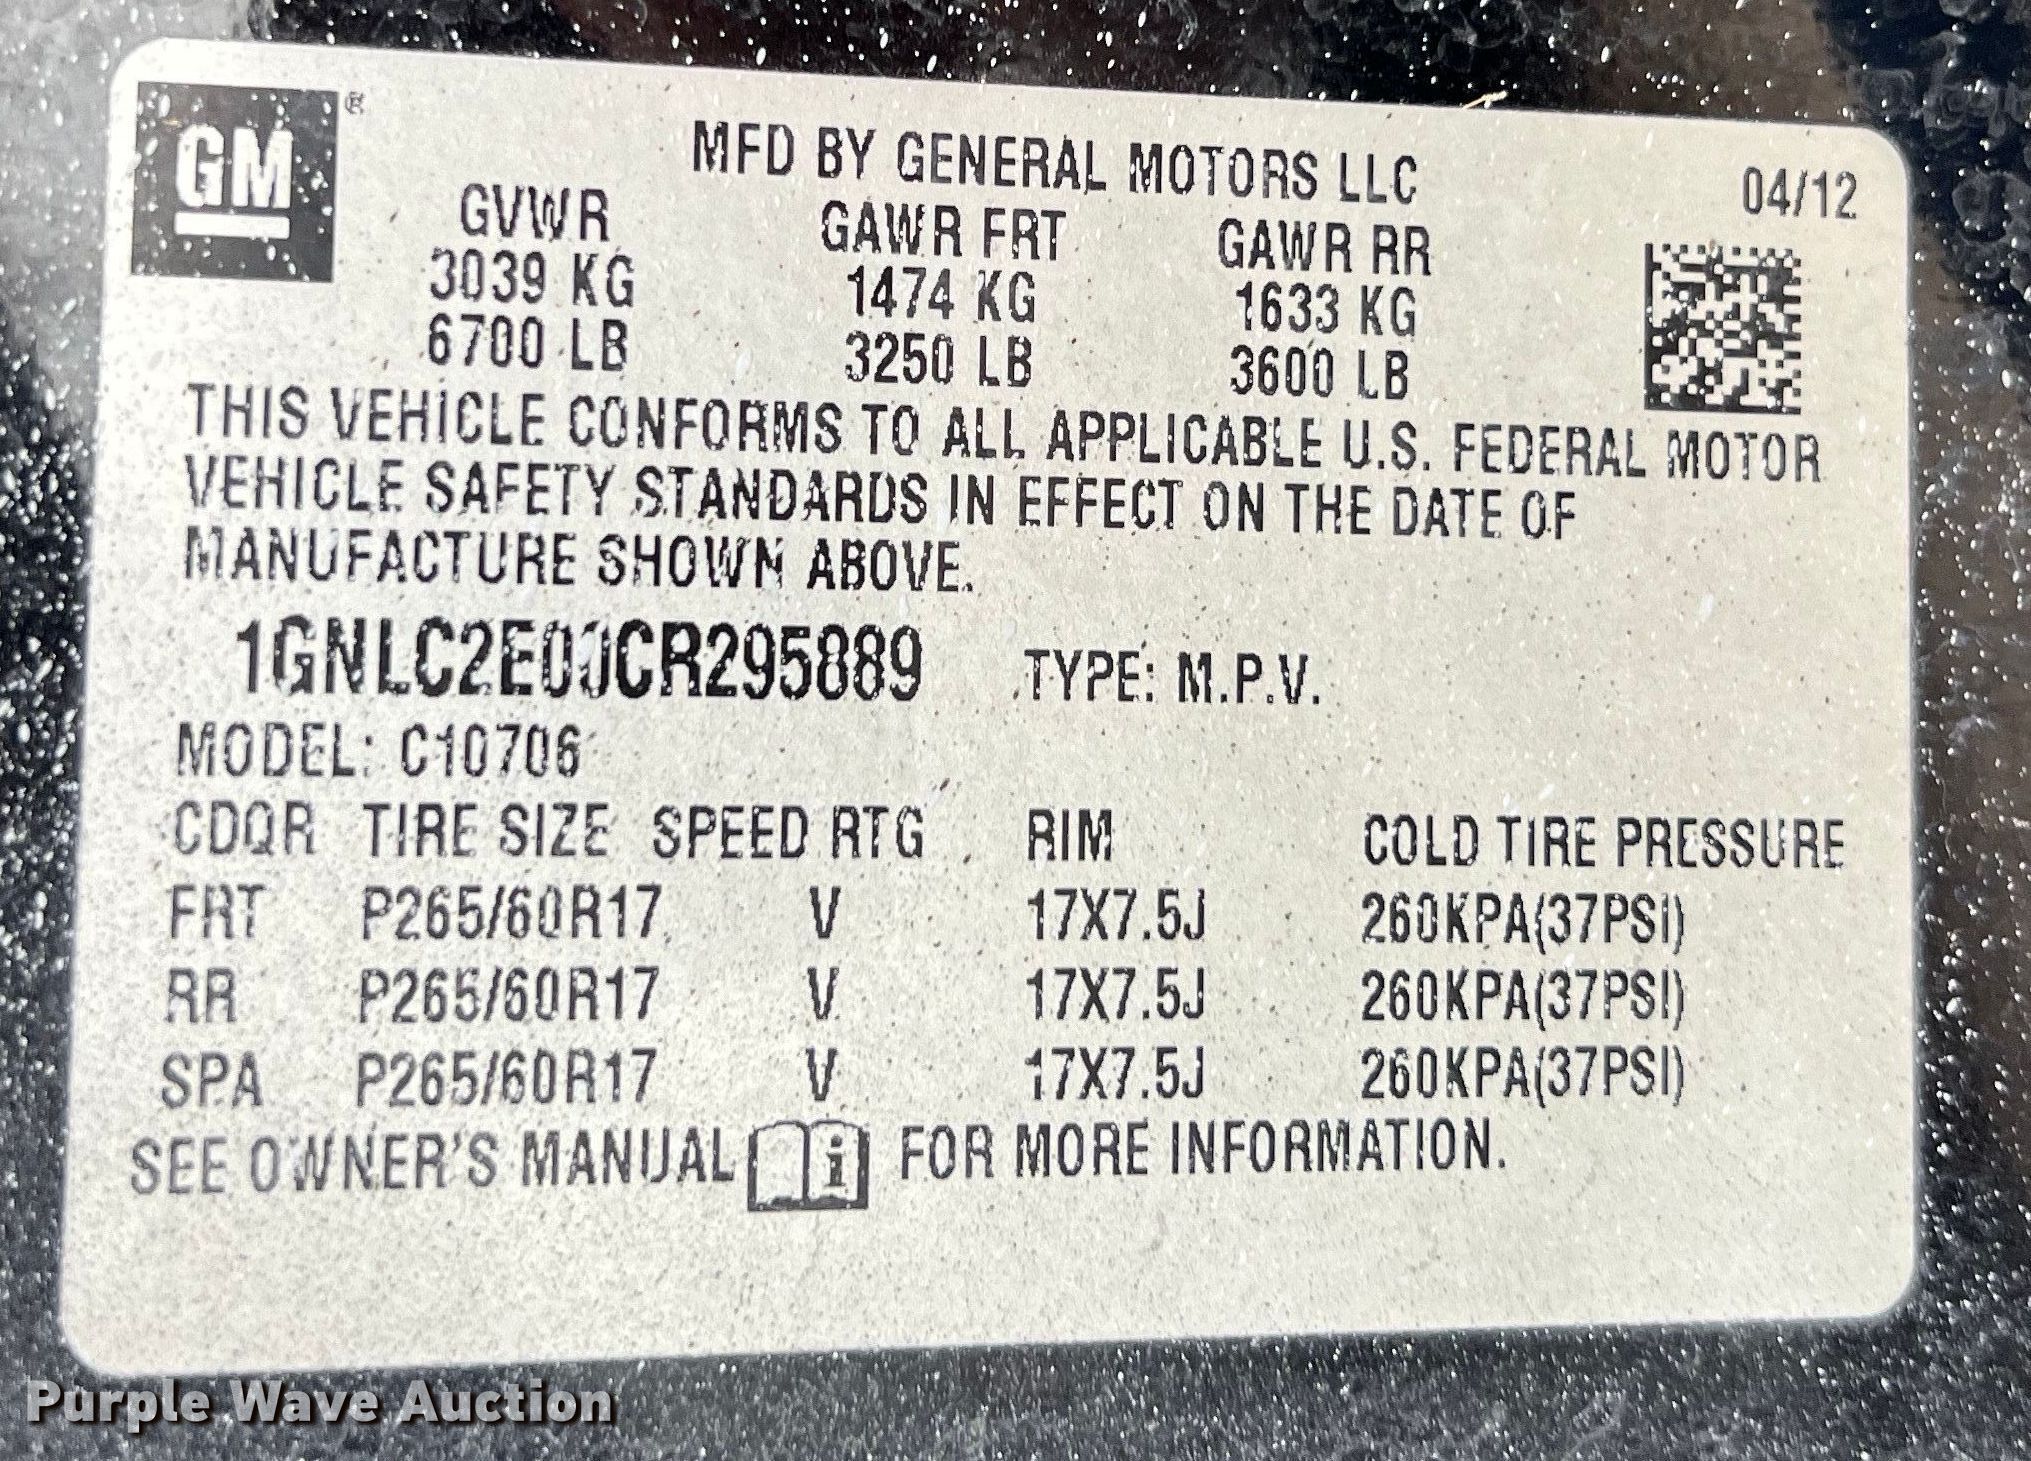 GM ®
MFD BY GENERAL MOTORS LLC
04/12
GVWR GAWR FRT GAWR RR
3039 KG 1474 KG 1633 KG
6700 LB 3250 LB 3600 LB
THIS VEHICLE CONFORMS TO ALL APPLICABLE U.S. FEDERAL MOTOR
VEHICLE SAFETY STANDARDS IN EFFECT ON THE DATE OF
MANUFACTURE SHOWN ABOVE.
1GNLC2E00CR295889 TYPE: M.P.V.
MODEL: C10706
CDQR TIRE SIZE SPEED RTG RIM COLD TIRE PRESSURE
FRT P265/60R17 V 17X7.5J 260KPA(37PSI)
RR P265/60R17 V 17X7.5J 260KPA(37PSI)
SPA P265/60R17 V 17X7.5J 260KPA(37PSI)
SEE OWNER'S MANUAL i FOR MORE INFORMATION.
Purple Wave Auction